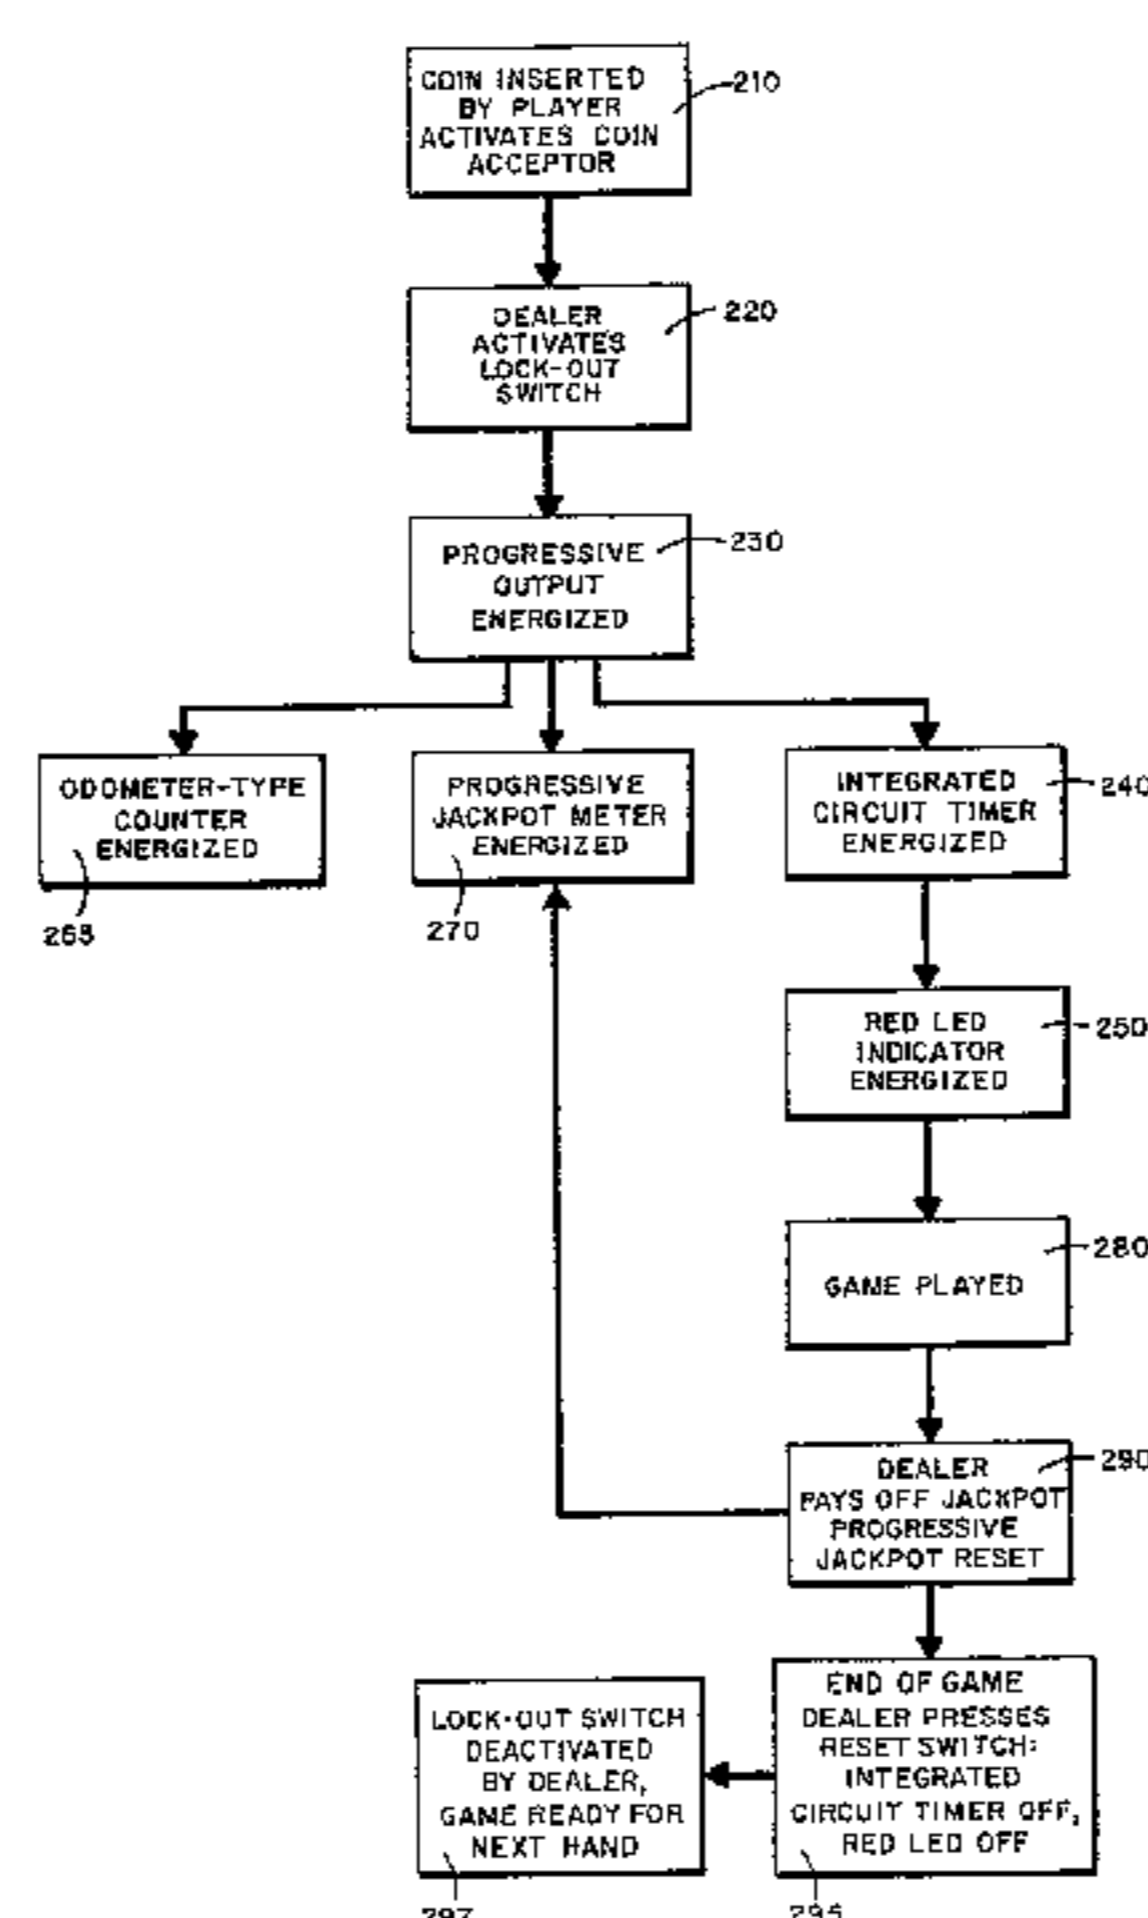 COIN INSERTED
BY PLAYER
ACTIVATES COIN
ACCEPTOR
210
DEALER
ACTIVATES
LOCK-OUT
SWITCH
220
PROGRESSIVE
OUTPUT
ENERGIZED
230
ODOMETER-TYPE
COUNTER
ENERGIZED
265
PROGRESSIVE
JACKPOT METER
ENERGIZED
270
INTEGRATED
CIRCUIT TIMER
ENERGIZED
240
RED LED
INDICATOR
ENERGIZED
250
GAME PLAYED
280
DEALER
PAYS OFF JACKPOT
PROGRESSIVE
JACKPOT RESET
290
END OF GAME
DEALER PRESSES
RESET SWITCH:
INTEGRATED
CIRCUIT TIMER OFF,
RED LED OFF
295
LOCK-OUT SWITCH
DEACTIVATED
BY DEALER,
GAME READY FOR
NEXT HAND
297